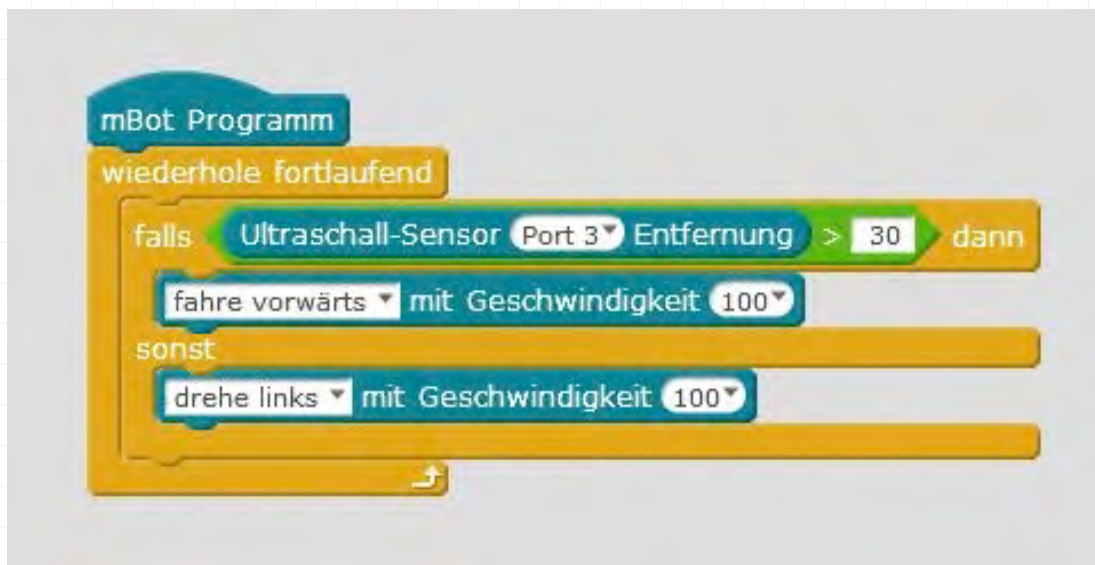 mBot Programm
wiederhole fortlaufend
falls Ultraschall-Sensor Port 3 Entfernung > 30 dann
fahre vorwärts mit Geschwindigkeit 100
sonst
drehe links mit Geschwindigkeit 100